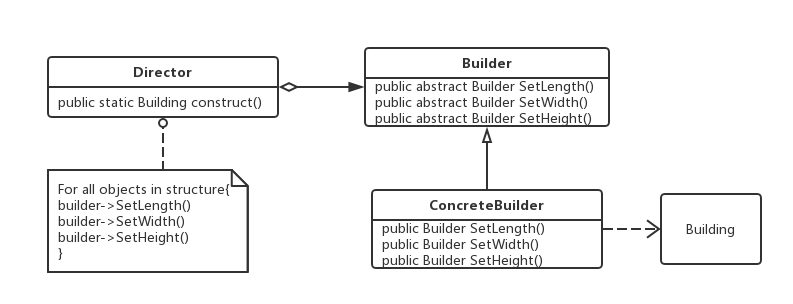 Director
public static Building construct()
Builder
public abstract Builder SetLength()
public abstract Builder SetWidth()
public abstract Builder SetHeight()
For all objects in structure{
builder->SetLength()
builder->SetWidth()
builder->SetHeight()
}
ConcreteBuilder
public Builder SetLength()
public Builder SetWidth()
public Builder SetHeight()
Building